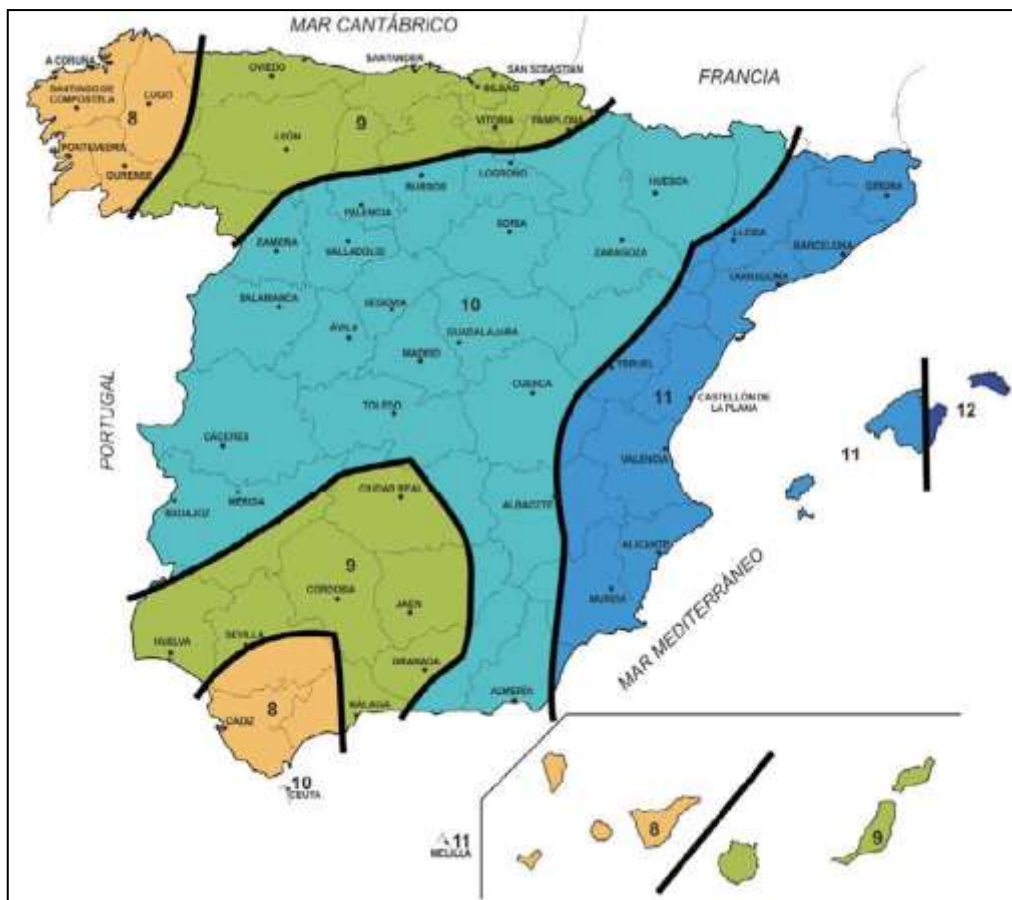 MAR CANTÁBRICO
A CORUÑA
SANTANDER
SAN SEBASTIAN
OVIEDO
FRANCIA
BILBAO
SANTIAGO DE
COMPOSTELA
LUGO
8
9
VITORIA
PAMPLONA
LEÓN
PONTEVEDRA
OURENSE
LOGROÑO
BURGOS
HUESCA
GIRONA
PALENCIA
SORIA
ZAMORA
VALLADOLID
ZARAGOZA
LLEIDA
BARCELONA
TARRAGONA
SALAMANCA
SEGOVIA
10
ÁVILA
GUADALAJARA
MADRID
TERUEL
CUENCA
11
CASTELLÓN DE
LA PLANA
12
PORTUGAL
TOLEDO
CÁCERES
VALENCIA
11
CIUDAD REAL
MÉRIDA
BADAJOZ
ALBACETE
ALICANTE
9
CÓRDOBA
JAÉN
MURCIA
MAR MEDITERRÁNEO
HUELVA
SEVILLA
GRANADA
ALMERÍA
8
CADIZ
MÁLAGA
10
CEUTA
11
MELILLA
8
9